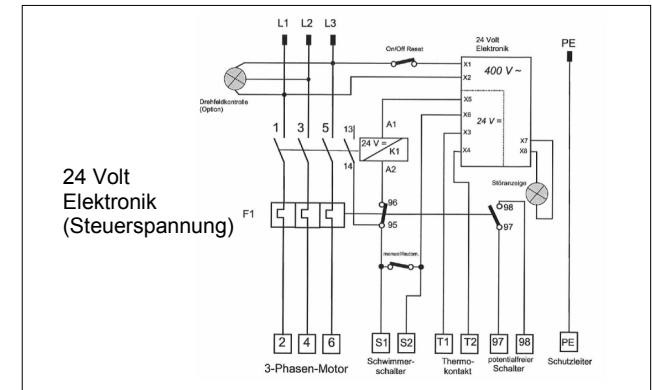 L1 L2 L3
PE
24 Volt
Elektronik
On/Off Reset
X1
X2
400 V ~
Drehfeldkontrolle
(Option)
X5
X6
24 V =
X3
X4
X7
X8
1 3 5 13
14
A1
24 V =
K1
A2
Störanzeige
24 Volt
Elektronik
(Steuerspannung)
F1
96
95
98
97
2 4 6 S1 S2 T1 T2 97 98 PE
3-Phasen-Motor
Schwimmer-
schalter
Thermo-
kontakt
potentialfreier
Schalter
Schutzleiter